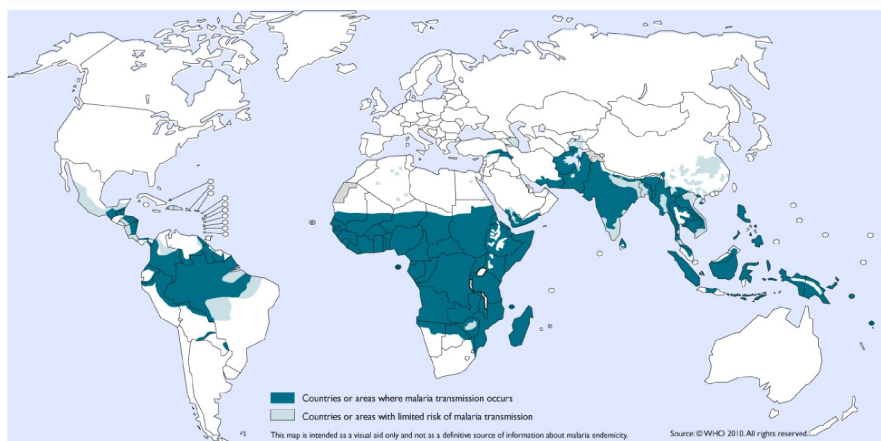 Countries or areas where malaria transmission occurs
Countries or areas with limited risk of malaria transmission
This map is intended as a visual aid only and not as a definitive source of information about malaria endemicity.
Source: © WHO 2010. All rights reserved.